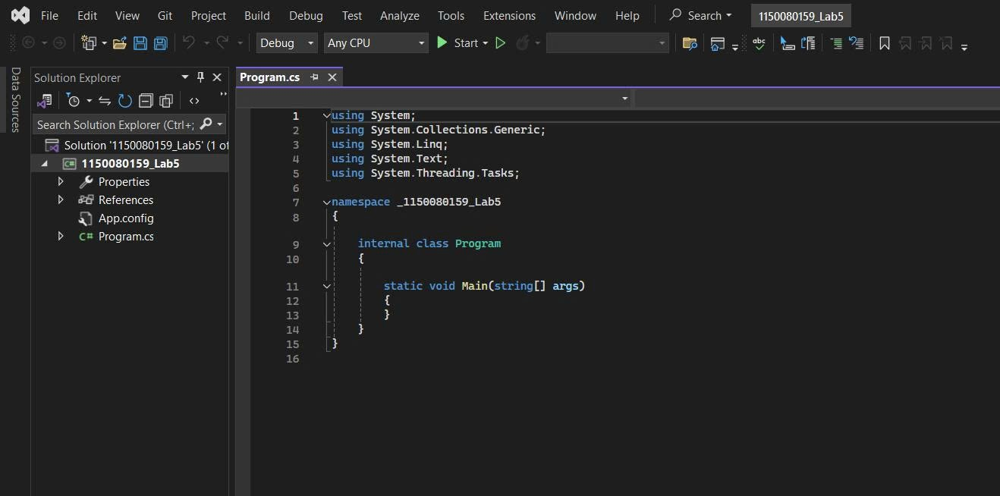 File Edit View Git Project Build Debug Test Analyze Tools Extensions Window Help Search 1150080159_Lab5
Debug Any CPU Start abc
Data Sources
Solution Explorer
Search Solution Explorer (Ctrl+;
Solution '1150080159_Lab5' (1 of
C# 1150080159_Lab5
Properties
References
App.config
C# Program.cs
Program.cs
1 using System;
2 using System.Collections.Generic;
3 using System.Linq;
4 using System.Text;
5 using System.Threading.Tasks;
6
7 namespace _1150080159_Lab5
8 {
9 internal class Program
10 {
11 static void Main(string[] args)
12 {
13 }
14 }
15 }
16